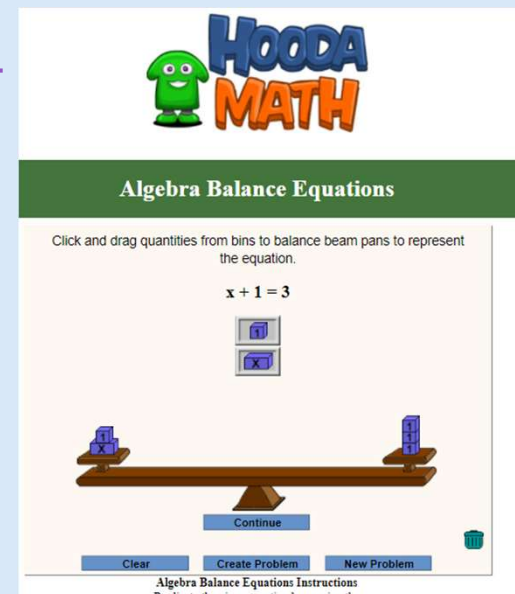 HOODA
MATH
Algebra Balance Equations
Click and drag quantities from bins to balance beam pans to represent
the equation.
x + 1 = 3
1
X
1
X
1
1
1
Continue
Clear
Create Problem
New Problem
Algebra Balance Equations Instructions